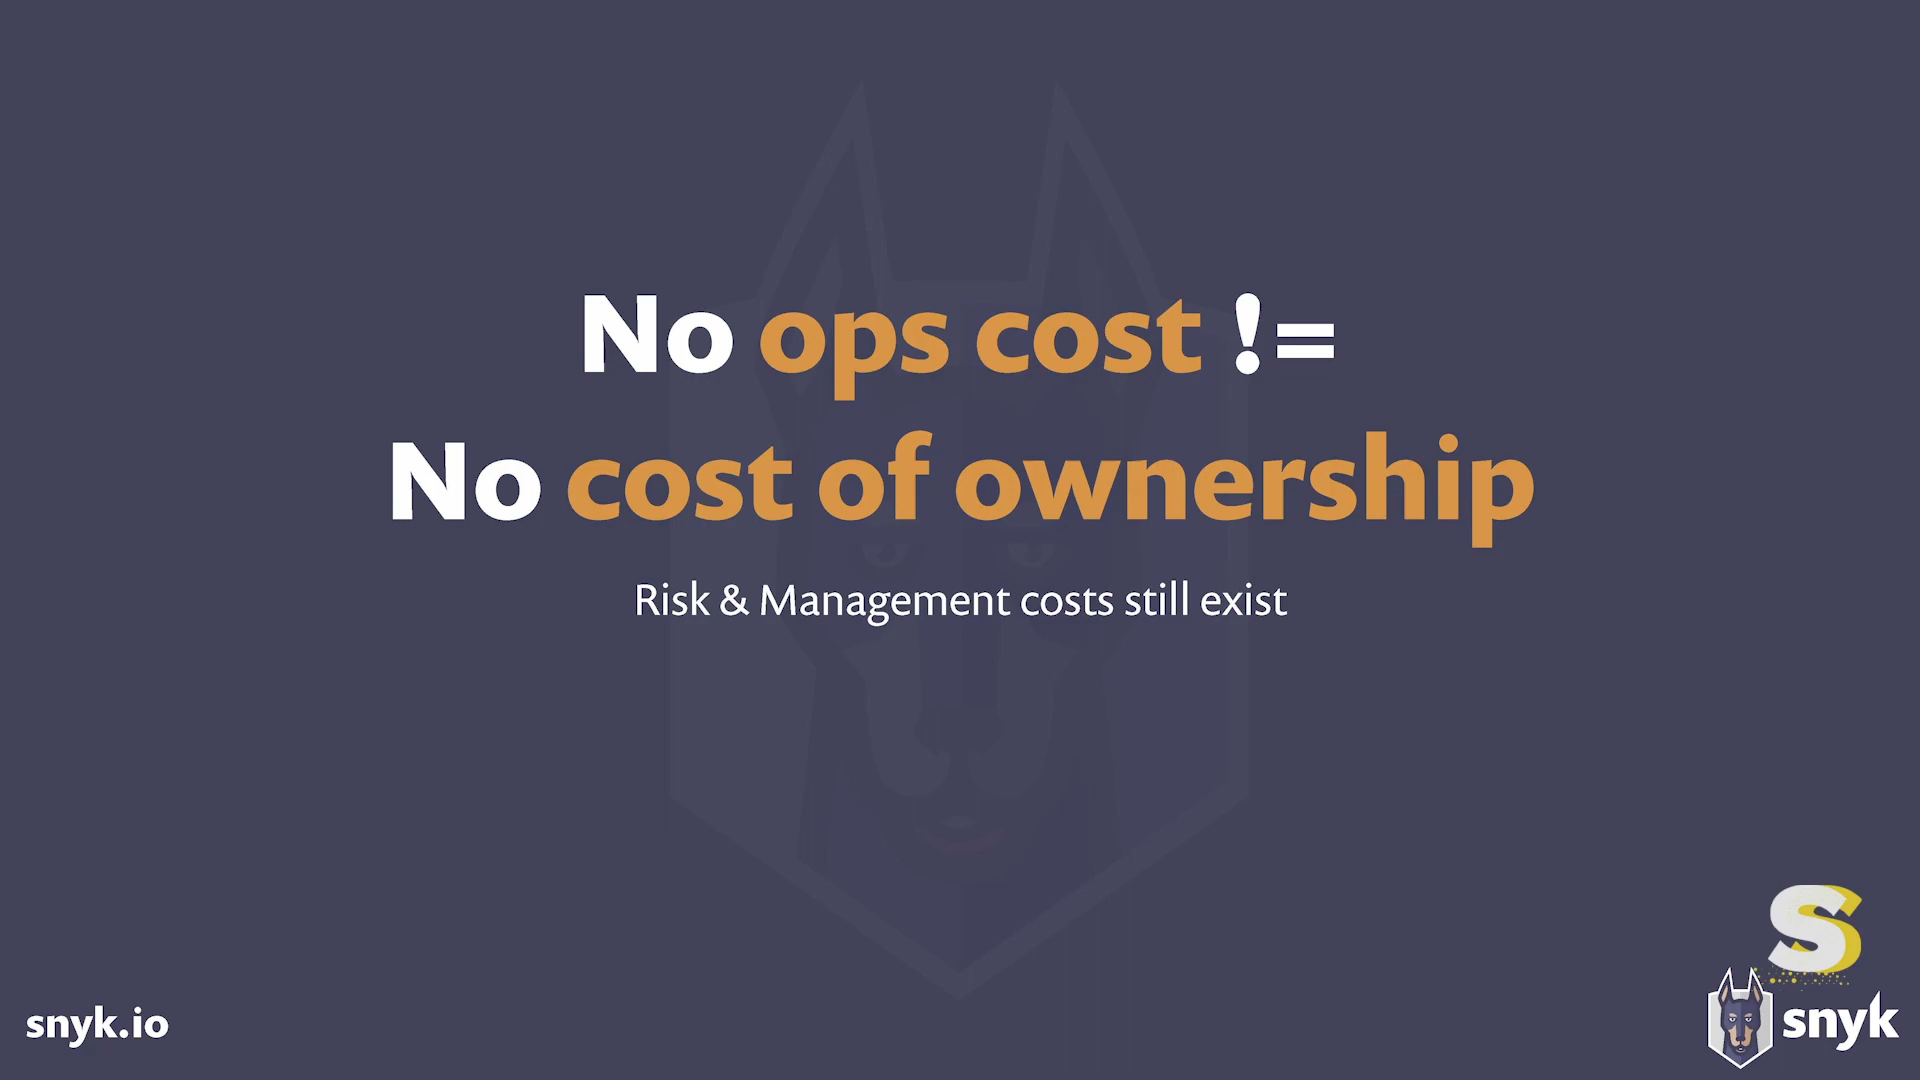 No ops cost !=
No cost of ownership
Risk & Management costs still exist
S
snyk.io
snyk